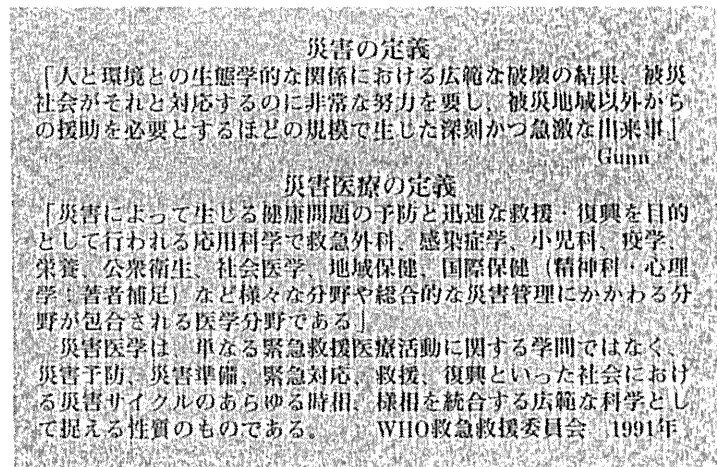 災害の定義
「人と環境との生態学的な関係における広範な破壊の結果、被災
社会がそれと対応するのに非常な努力を要し、被災地域以外から
の援助を必要とするほどの規模で生じた深刻かつ急激な出来事」
Gunn
災害医療の定義
「災害によって生じる健康問題の予防と迅速な救援・復興を目的
として行われる応用科学で救急外科、感染症学、小児科、疫学、
栄養、公衆衛生、社会医学、地域保健、国際保健（精神科・心理
学：著者補足）など様々な分野や総合的な災害管理にかかわる分
野が包合される医学分野である」
災害医学は、単なる緊急救援医療活動に関する学問ではなく、
災害予防、災害準備、緊急対応、救援、復興といった社会におけ
る災害サイクルのあらゆる時相、様相を統合する広範な科学とし
て捉える性質のものである。　WHO救急救援委員会　1991年